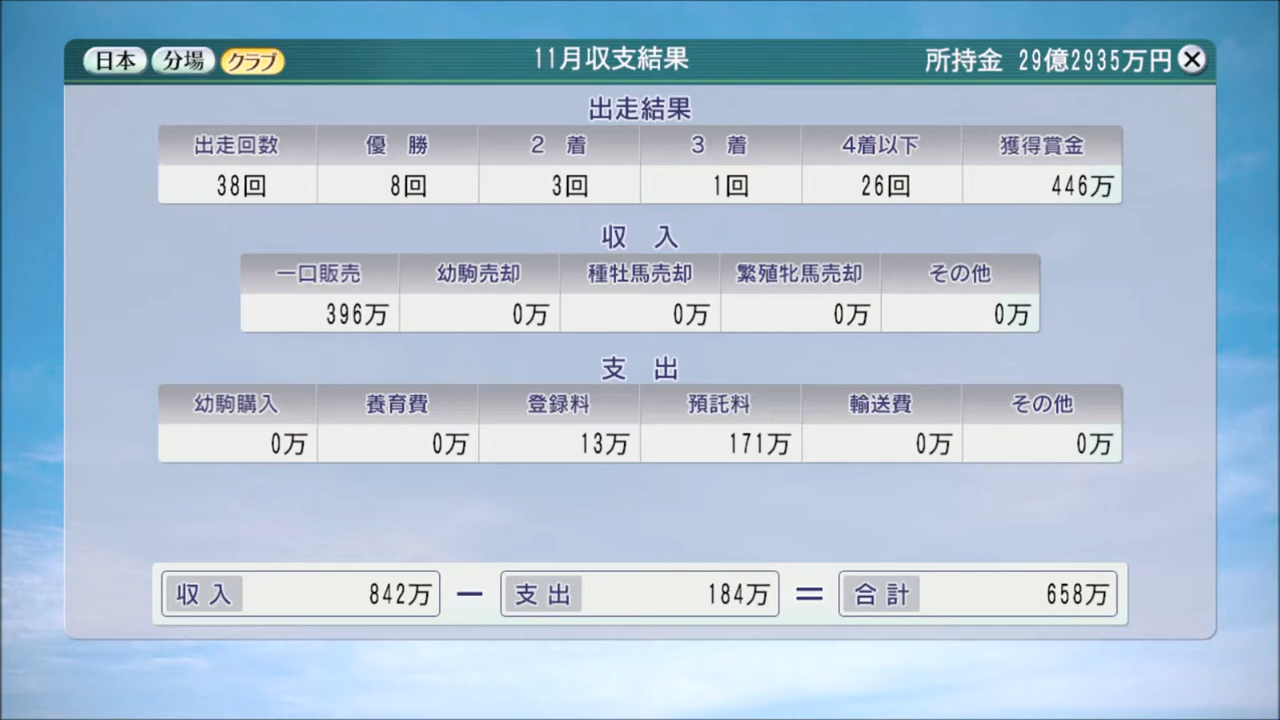 日本 分場 クラブ 11月収支結果 所持金 29億2935万円
出走結果
出走回数 優 勝 2 着 3 着 4着以下 獲得賞金
38回 8回 3回 1回 26回 446万
収 入
一口販売 幼駒売却 種牡馬売却 繁殖牝馬売却 その他
396万 0万 0万 0万 0万
支 出
幼駒購入 養育費 登録料 預託料 輸送費 その他
0万 0万 13万 171万 0万 0万
収入 842万 － 支出 184万 ＝ 合計 658万